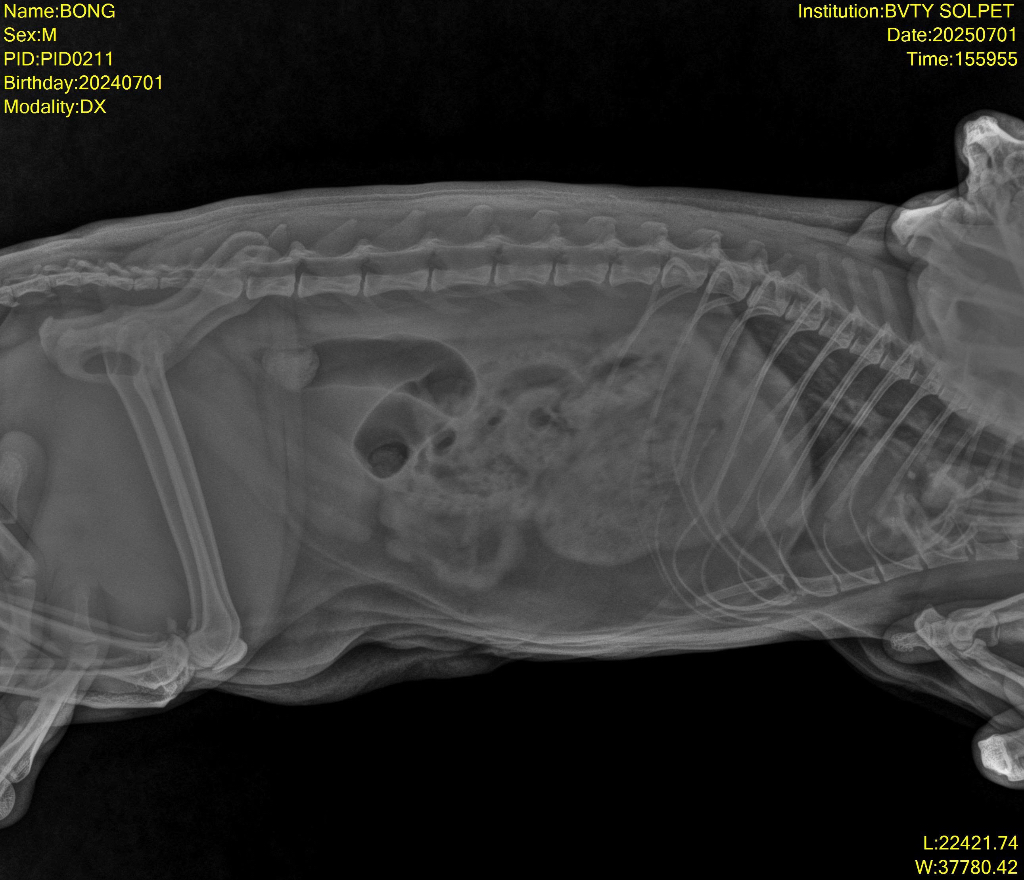 Name:BONG
Sex:M
PID:PID0211
Birthday:20240701
Modality:DX
Institution:BVTY SOLPET
Date:20250701
Time:155955
L:22421.74
W:37780.42